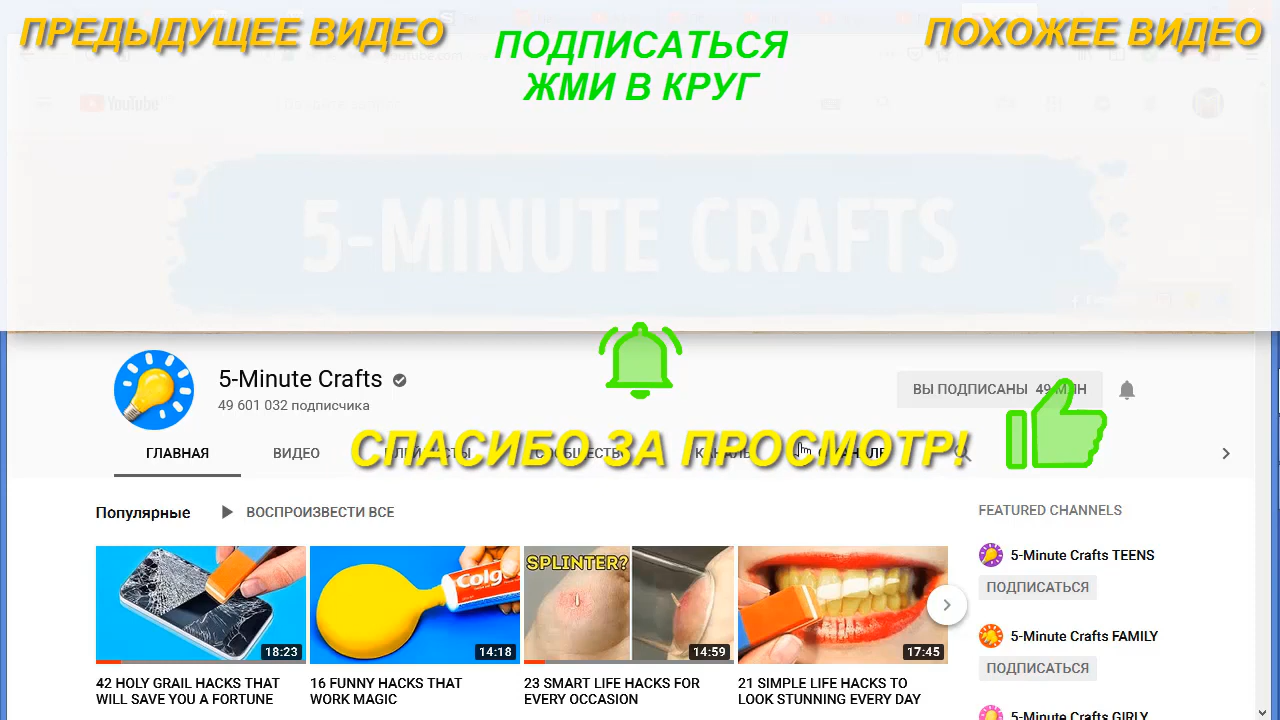 ПРЕДЫДУЩЕЕ ВИДЕО
ПОДПИСАТЬСЯ
ЖМИ В КРУГ
ПОХОЖЕЕ ВИДЕО
YouTube
5-MINUTE CRAFTS
5-Minute Crafts
49 601 032 подписчика
ВЫ ПОДПИСАНЫ 49 МЛН
СПАСИБО ЗА ПРОСМОТР!
ГЛАВНАЯ
ВИДЕО
Популярные
ВОСПРОИЗВЕСТИ ВСЕ
FEATURED CHANNELS
SPLINTER?
Colg
18:23
14:18
14:59
17:45
42 HOLY GRAIL HACKS THAT
WILL SAVE YOU A FORTUNE
16 FUNNY HACKS THAT
WORK MAGIC
23 SMART LIFE HACKS FOR
EVERY OCCASION
21 SIMPLE LIFE HACKS TO
LOOK STUNNING EVERY DAY
5-Minute Crafts TEENS
ПОДПИСАТЬСЯ
5-Minute Crafts FAMILY
ПОДПИСАТЬСЯ
5-Minute Crafts GIRLY